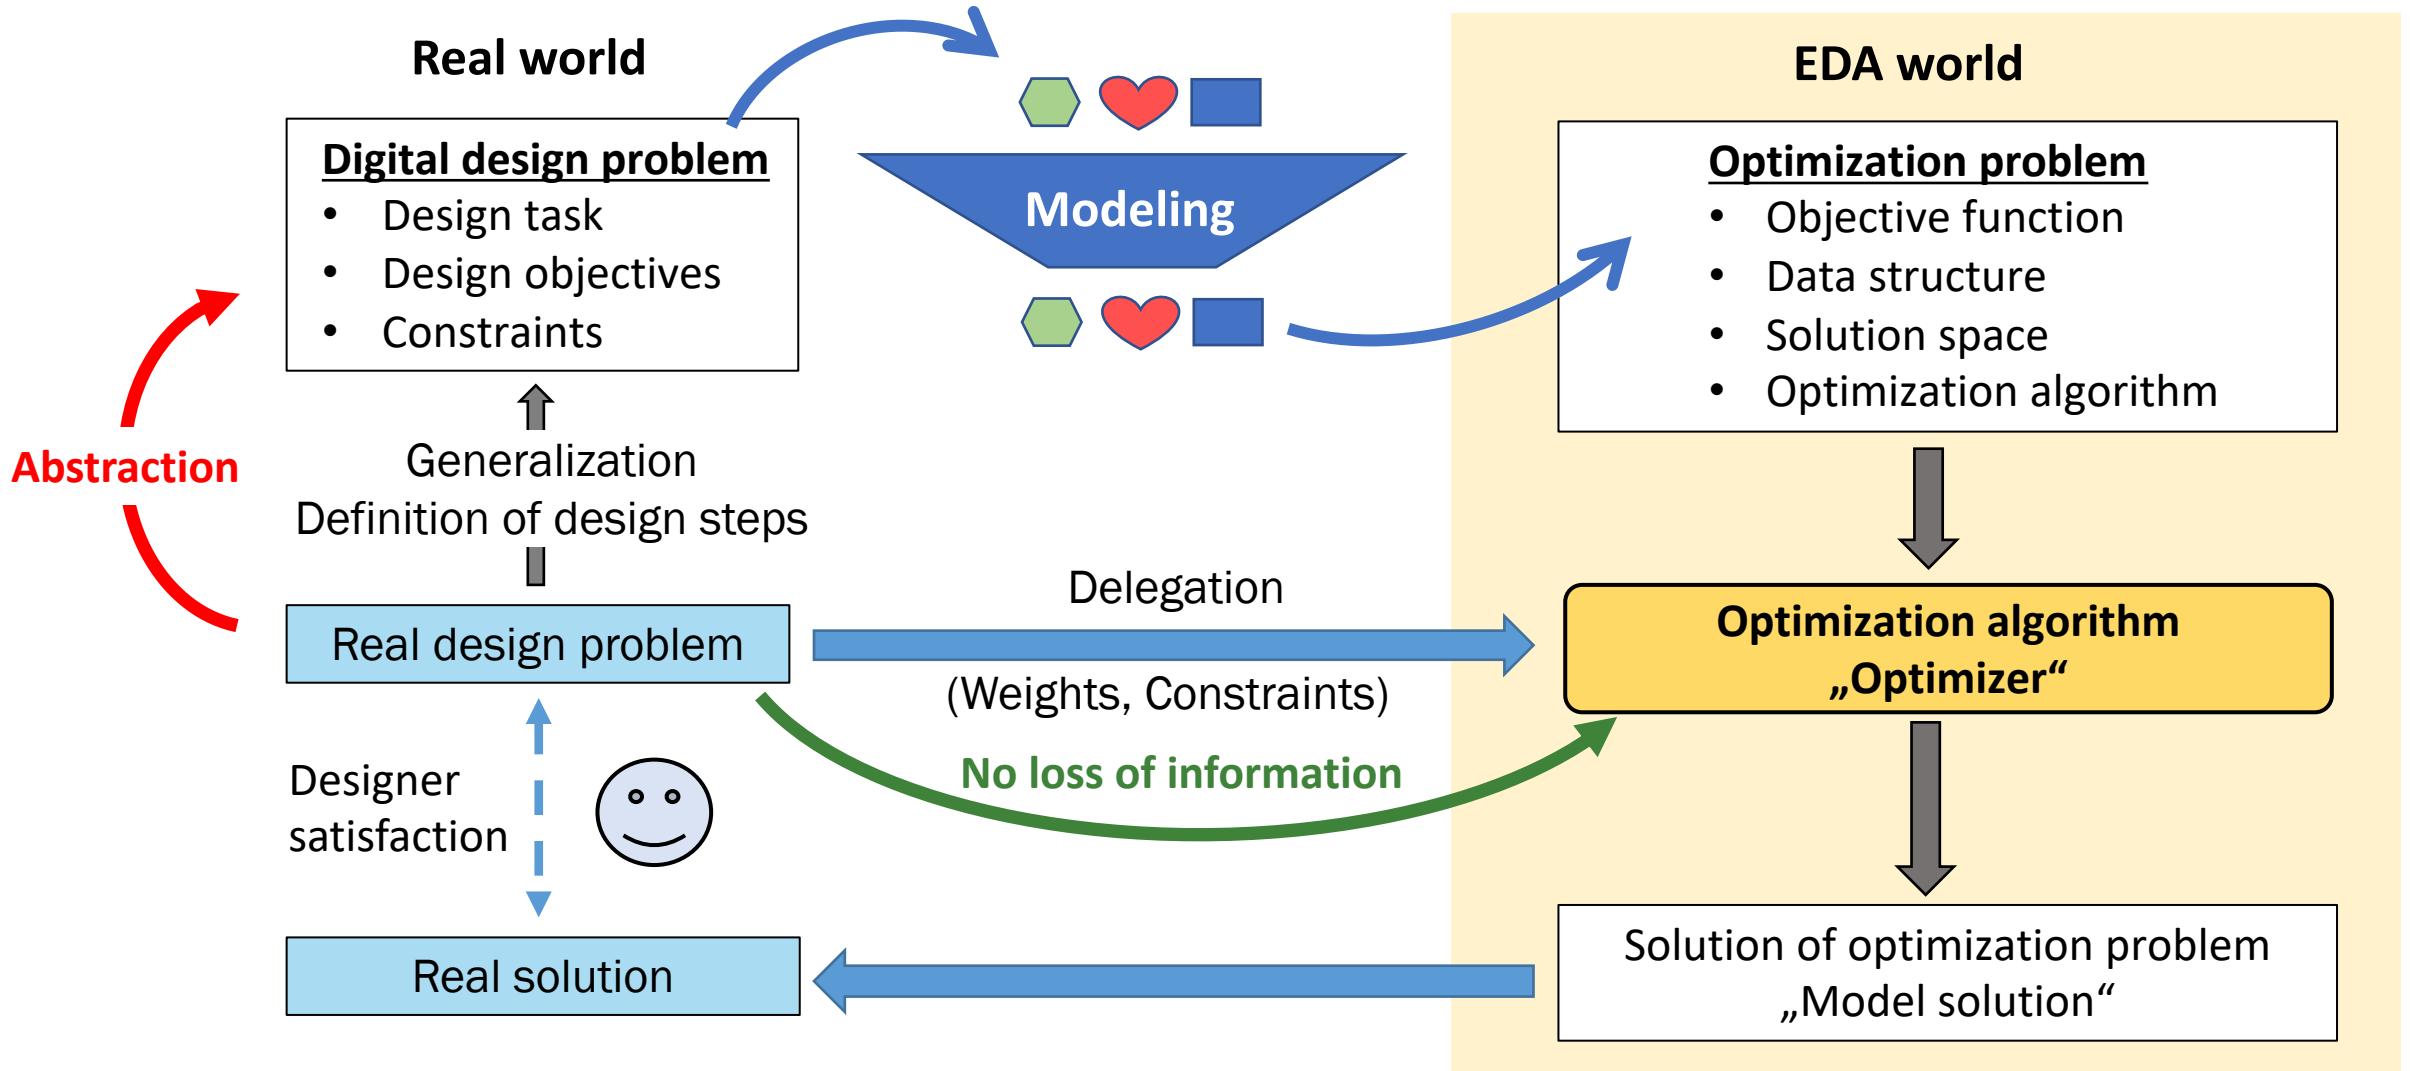 Real world
EDA world
Digital design problem
• Design task
• Design objectives
• Constraints
Modeling
Optimization problem
• Objective function
• Data structure
• Solution space
• Optimization algorithm
Abstraction
Generalization
Definition of design steps
Real design problem
Delegation
(Weights, Constraints)
No loss of information
Optimization algorithm
„Optimizer“
Designer
satisfaction
Real solution
Solution of optimization problem
„Model solution“